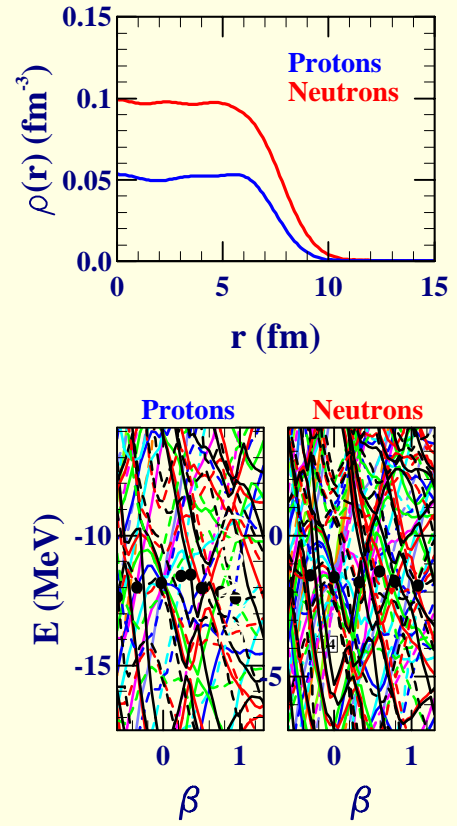 ρ(r) (fm⁻³)
0.15
0.1
0.05
0.0
Protons
Neutrons
0 5 10 15
r (fm)
Protons Neutrons
E (MeV)
-10
-15
0
-5
0 1 0 1
β β